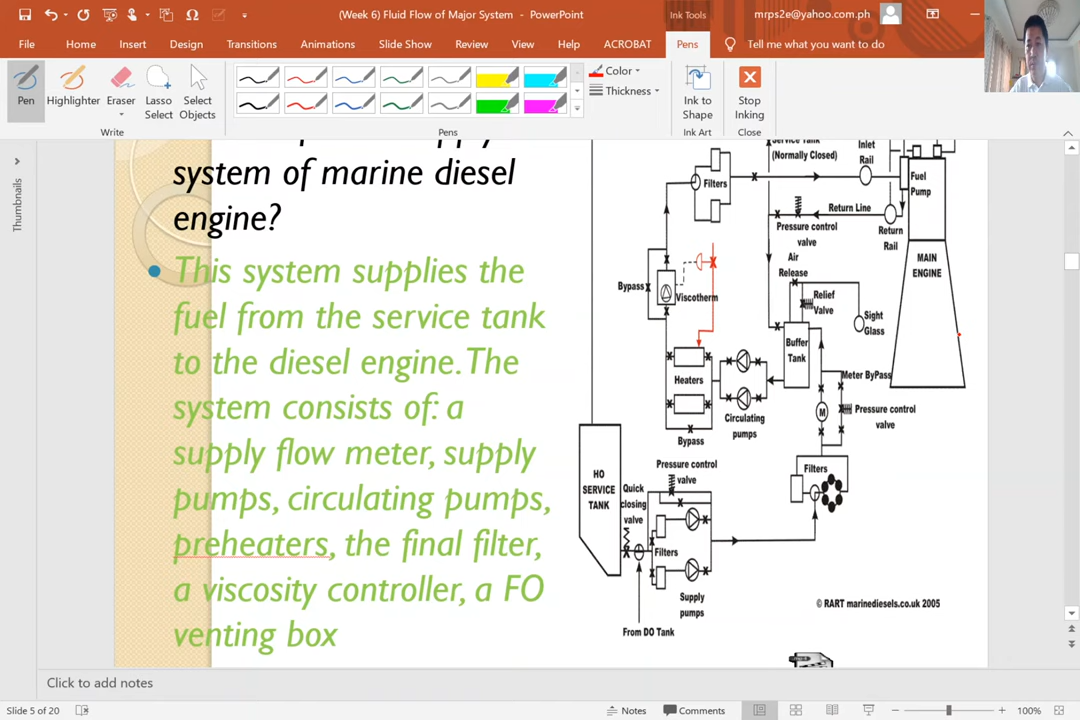 (Week 6) Fluid Flow of Major System - PowerPoint
Ink Tools
mrps2e@yahoo.com.ph
File
Home
Insert
Design
Transitions
Animations
Slide Show
Review
View
Help
ACROBAT
Pens
Tell me what you want to do
Pen
Highlighter
Eraser
Lasso
Select
Select
Objects
Color
Thickness
Ink to
Shape
Stop
Inking
Write
Pens
Ink Art
Close
Thumbnails
system of marine diesel
engine?
This system supplies the
fuel from the service tank
to the diesel engine. The
system consists of: a
supply flow meter, supply
pumps, circulating pumps,
preheaters, the final filter,
a viscosity controller, a FO
venting box
Service Tank
(Normally Closed)
Inlet
Rail
Filters
Fuel
Pump
Return Line
Pressure control
valve
Return
Rail
Air
Release
MAIN
ENGINE
Bypass
Viscotherm
Relief
Valve
Sight
Glass
Buffer
Tank
Heaters
Meter ByPass
Circulating
pumps
M
Pressure control
valve
Bypass
Pressure control
valve
Filters
HO
SERVICE
TANK
Quick
closing
valve
Filters
Supply
pumps
From DO Tank
© RART marinediesels.co.uk 2005
Click to add notes
Slide 5 of 20
Notes
Comments
100%